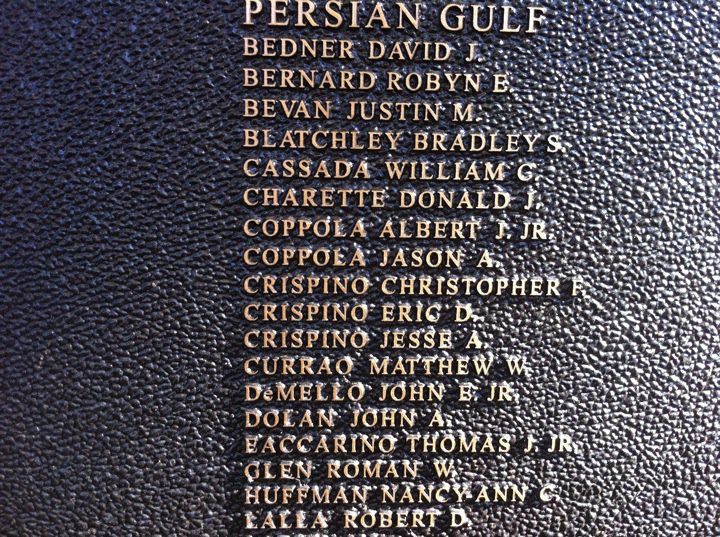 PERSIAN GULF
BEDNER DAVID J.
BERNARD ROBYN E.
BEVAN JUSTIN M.
BLATCHLEY BRADLEY S.
CASSADA WILLIAM G.
CHARETTE DONALD J.
COPPOLA ALBERT J. JR.
COPPOLA JASON A.
CRISPINO CHRISTOPHER F.
CRISPINO ERIC D.
CRISPINO JESSE A.
CURRAO MATTHEW W.
DeMELLO JOHN E. JR.
DOLAN JOHN A.
FACCARINO THOMAS J. JR.
GLEN ROMAN W.
HUFFMAN NANCY-ANN C.
LALLA ROBERT D.